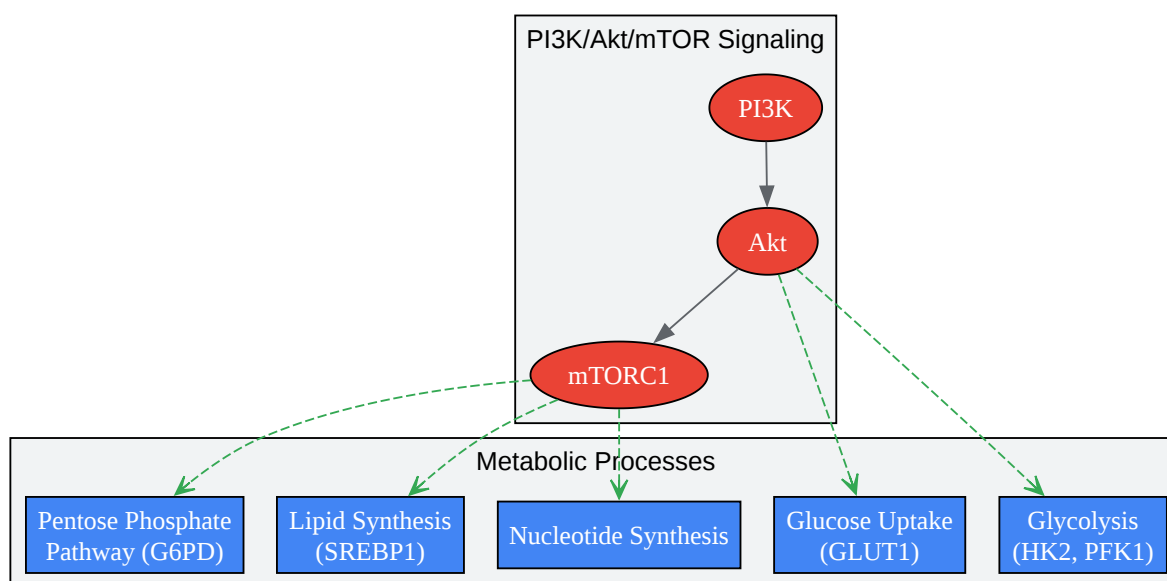 PI3K/Akt/mTOR Signaling
PI3K
Akt
mTORC1
Metabolic Processes
Pentose Phosphate
Pathway (G6PD)
Lipid Synthesis
(SREBP1)
Nucleotide Synthesis
Glucose Uptake
(GLUT1)
Glycolysis
(HK2, PFK1)